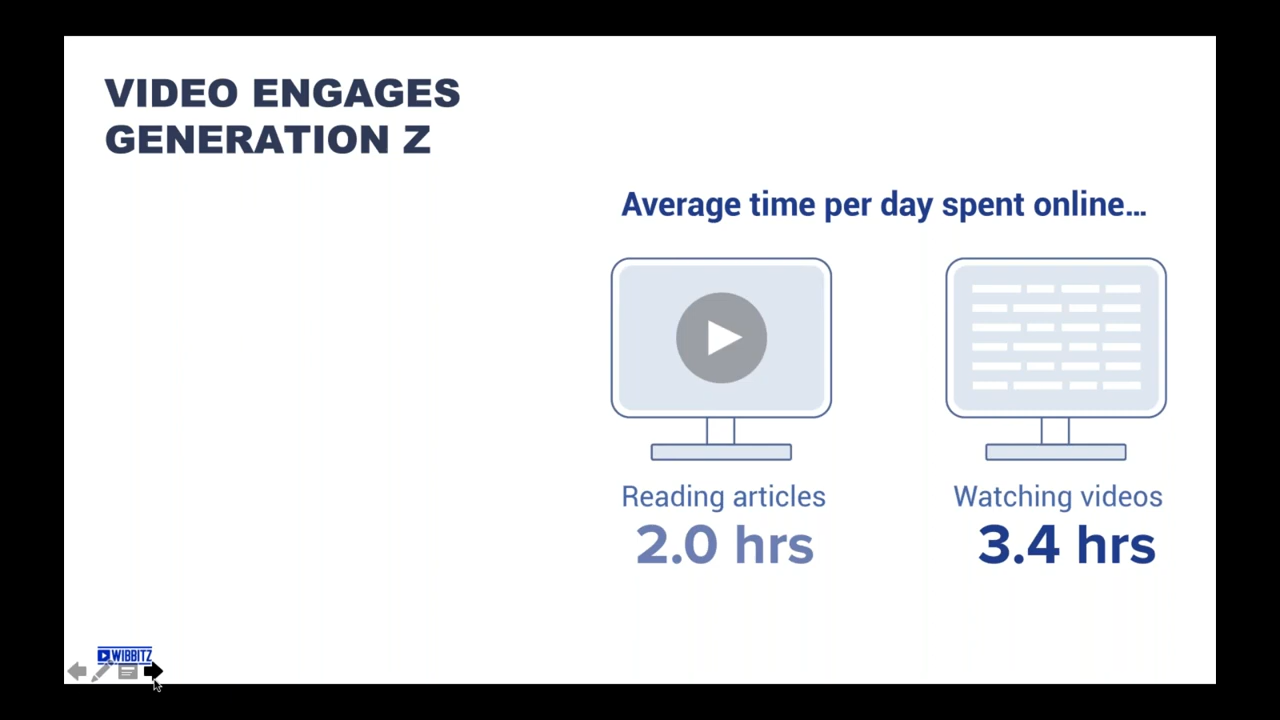 VIDEO ENGAGES
GENERATION Z
Average time per day spent online...
Reading articles
2.0 hrs
Watching videos
3.4 hrs
WIBBITZ